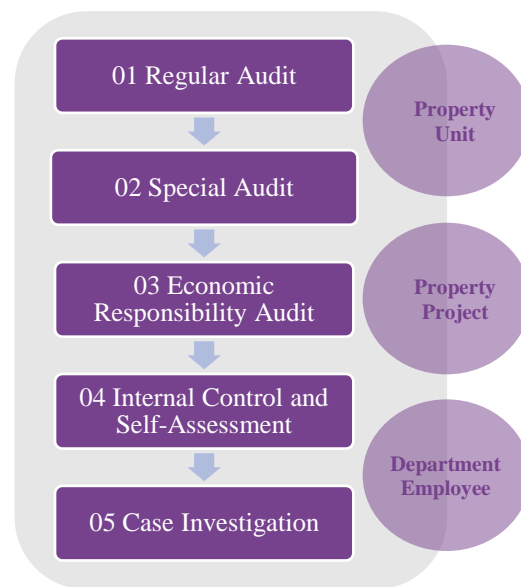 01 Regular Audit
02 Special Audit
03 Economic
Responsibility Audit
04 Internal Control and
Self-Assessment
05 Case Investigation
Property
Unit
Property
Project
Department
Employee